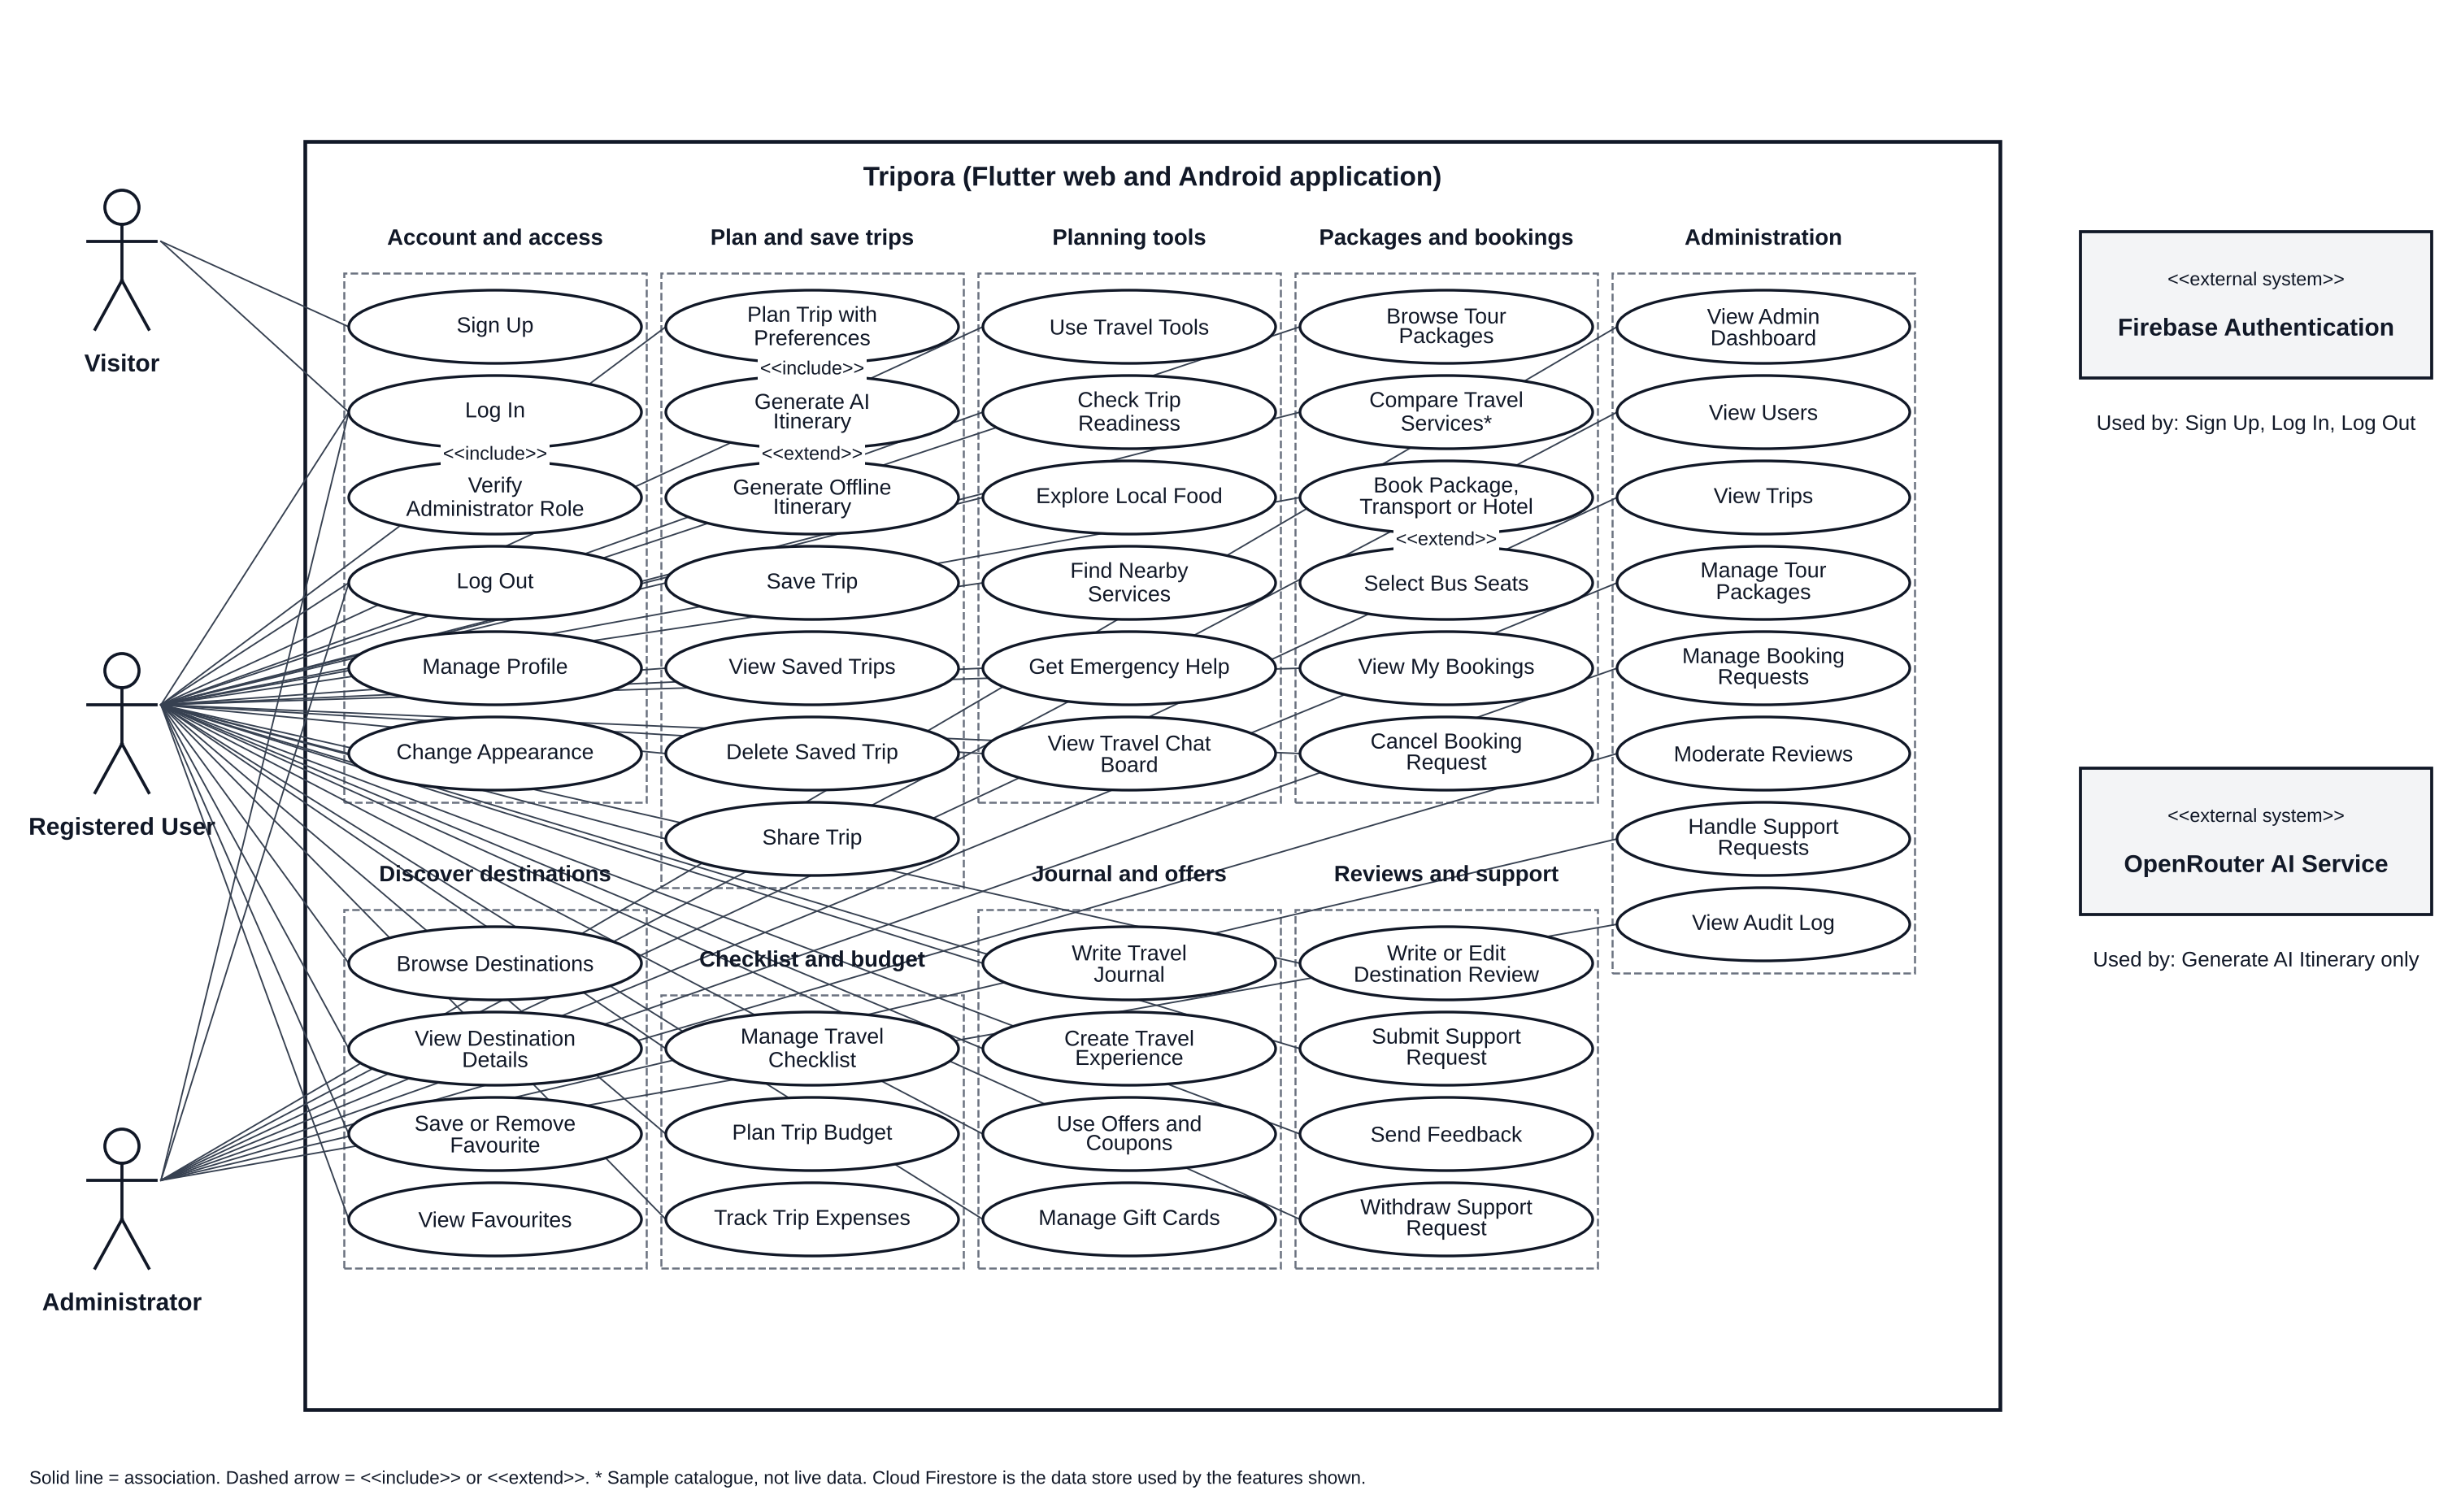 Tripora (Flutter web and Android application)
Visitor
Registered User
Administrator
Account and access
Sign Up
Log In
<<include>>
Verify
Administrator Role
Log Out
Manage Profile
Change Appearance
Plan and save trips
Plan Trip with
Preferences
<<include>>
Generate AI
Itinerary
<<extend>>
Generate Offline
Itinerary
Save Trip
View Saved Trips
Delete Saved Trip
Share Trip
Planning tools
Use Travel Tools
Check Trip
Readiness
Explore Local Food
Find Nearby
Services
Get Emergency Help
View Travel Chat
Board
Packages and bookings
Browse Tour
Packages
Compare Travel
Services*
Book Package,
Transport or Hotel
<<extend>>
Select Bus Seats
View My Bookings
Cancel Booking
Request
Administration
View Admin
Dashboard
View Users
View Trips
Manage Tour
Packages
Manage Booking
Requests
Moderate Reviews
Handle Support
Requests
View Audit Log
Discover destinations
Browse Destinations
View Destination
Details
Save or Remove
Favourite
View Favourites
Checklist and budget
Manage Travel
Checklist
Plan Trip Budget
Track Trip Expenses
Journal and offers
Write Travel
Journal
Create Travel
Experience
Use Offers and
Coupons
Manage Gift Cards
Reviews and support
Write or Edit
Destination Review
Submit Support
Request
Send Feedback
Withdraw Support
Request
<<external system>>
Firebase Authentication
Used by: Sign Up, Log In, Log Out
<<external system>>
OpenRouter AI Service
Used by: Generate AI Itinerary only
Solid line = association. Dashed arrow = <<include>> or <<extend>>. * Sample catalogue, not live data. Cloud Firestore is the data store used by the features shown.